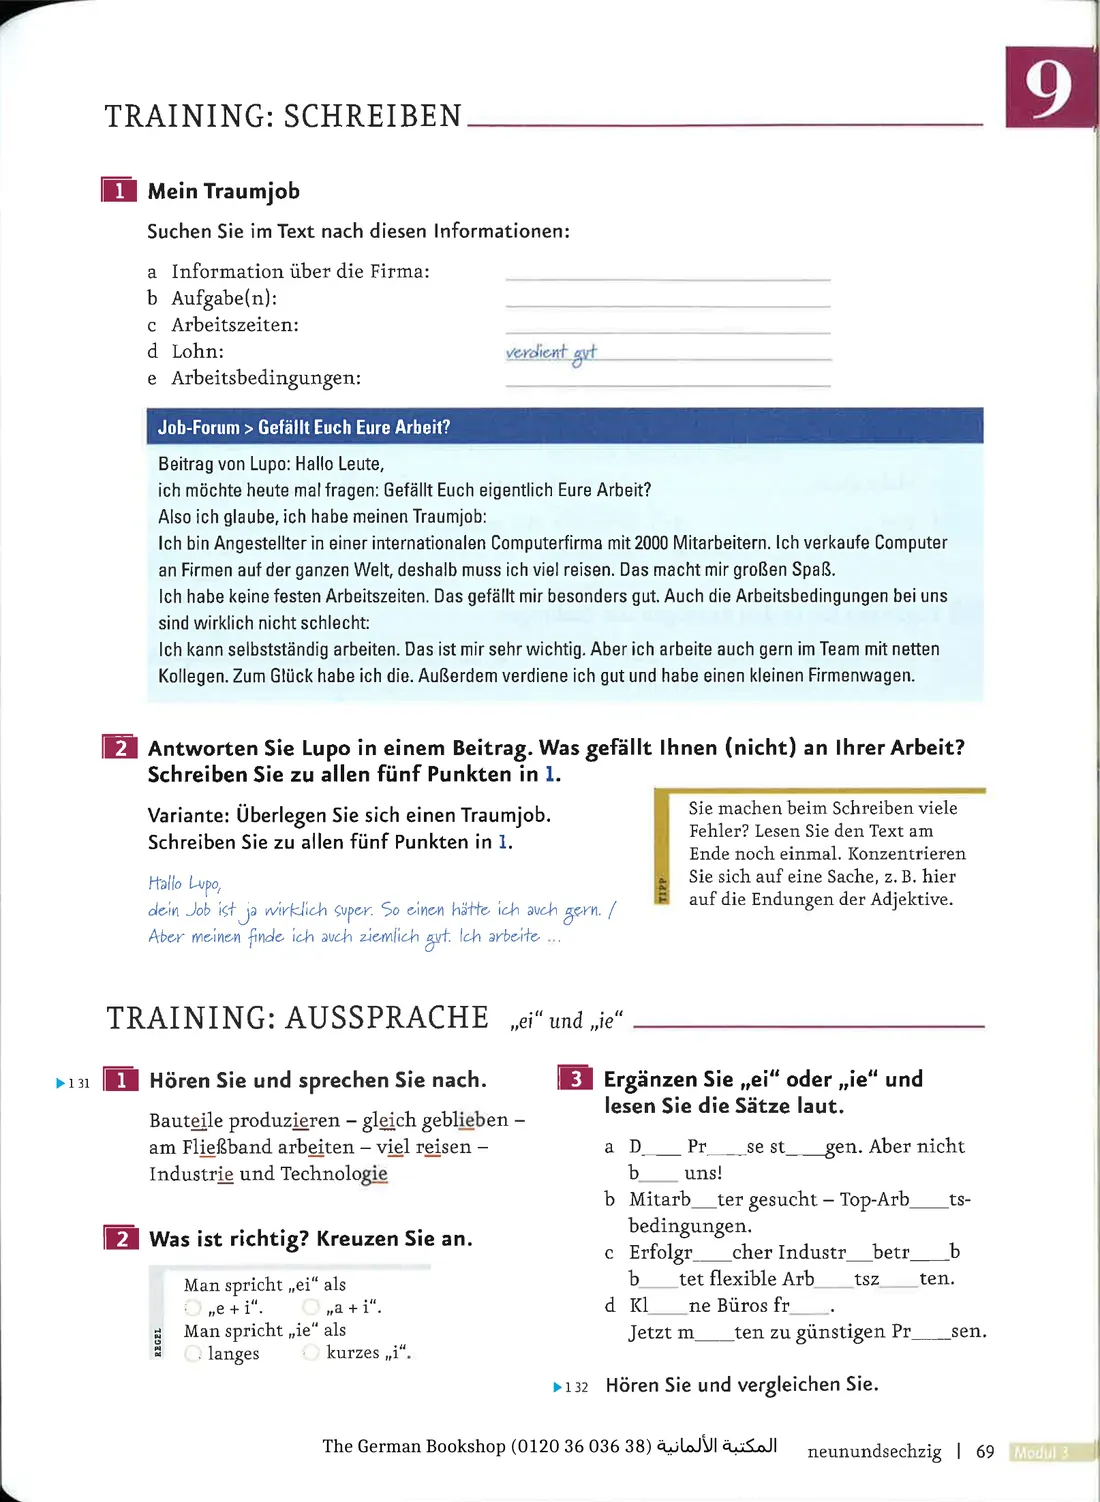 9
TRAINING: SCHREIBEN
1 Mein Traumjob
Suchen Sie im Text nach diesen Informationen:
a Information über die Firma:
b Aufgabe(n):
c Arbeitszeiten:
d Lohn: verdient gut
e Arbeitsbedingungen:
Job-Forum > Gefällt Euch Eure Arbeit?
Beitrag von Lupo: Hallo Leute,
ich möchte heute mal fragen: Gefällt Euch eigentlich Eure Arbeit?
Also ich glaube, ich habe meinen Traumjob:
Ich bin Angestellter in einer internationalen Computerfirma mit 2000 Mitarbeitern. Ich verkaufe Computer
an Firmen auf der ganzen Welt, deshalb muss ich viel reisen. Das macht mir großen Spaß.
Ich habe keine festen Arbeitszeiten. Das gefällt mir besonders gut. Auch die Arbeitsbedingungen bei uns
sind wirklich nicht schlecht:
Ich kann selbstständig arbeiten. Das ist mir sehr wichtig. Aber ich arbeite auch gern im Team mit netten
Kollegen. Zum Glück habe ich die. Außerdem verdiene ich gut und habe einen kleinen Firmenwagen.
2 Antworten Sie Lupo in einem Beitrag. Was gefällt Ihnen (nicht) an Ihrer Arbeit?
Schreiben Sie zu allen fünf Punkten in 1.
Variante: Überlegen Sie sich einen Traumjob.
Schreiben Sie zu allen fünf Punkten in 1.
Hallo Lupo,
dein Job ist ja wirklich super. So einen hätte ich auch gern. /
Aber meinen finde ich auch ziemlich gut. Ich arbeite ...
TIPP
Sie machen beim Schreiben viele
Fehler? Lesen Sie den Text am
Ende noch einmal. Konzentrieren
Sie sich auf eine Sache, z. B. hier
auf die Endungen der Adjektive.
TRAINING: AUSSPRACHE „ei“ und „ie“
▶ 1 31 1 Hören Sie und sprechen Sie nach.
Bauteile produzieren – gleich geblieben –
am Fließband arbeiten – viel reisen –
Industrie und Technologie
2 Was ist richtig? Kreuzen Sie an.
REGEL
Man spricht „ei“ als
„e + i“. „a + i“.
Man spricht „ie“ als
langes kurzes „i“.
3 Ergänzen Sie „ei“ oder „ie“ und
lesen Sie die Sätze laut.
a D____ Pr____se st____gen. Aber nicht
b____ uns!
b Mitarb__ter gesucht – Top-Arb____ts-
bedingungen.
c Erfolgr____cher Industr__betr____b
b____tet flexible Arb____tsz____ten.
d Kl____ne Büros fr____.
Jetzt m____ten zu günstigen Pr____sen.
▶ 1 32 Hören Sie und vergleichen Sie.
The German Bookshop (0120 36 036 38) المكتبة الألمانية
neunundsechzig | 69 Modul 3